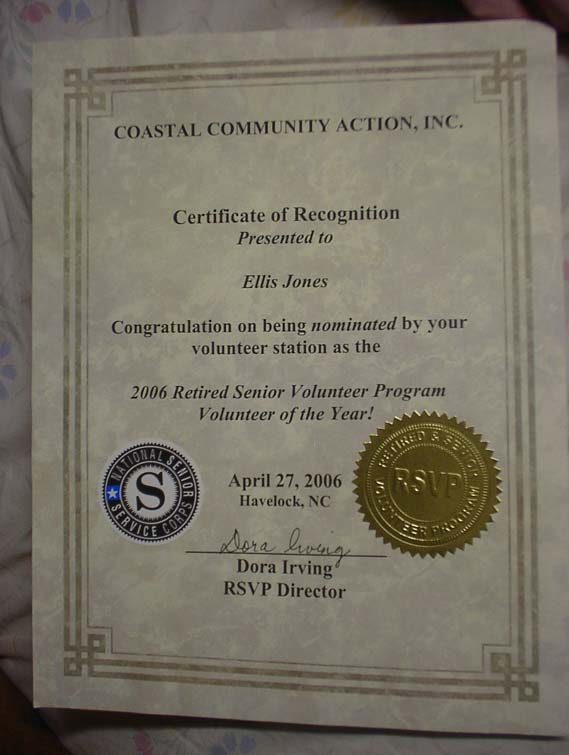 COASTAL COMMUNITY ACTION, INC.
Certificate of Recognition
Presented to
Ellis Jones
Congratulation on being nominated by your
volunteer station as the
2006 Retired Senior Volunteer Program
Volunteer of the Year!
NATIONAL SENIOR
S
SERVICE CORPS
April 27, 2006
Havelock, NC
RETIRED & SENIOR
RSVP
VOLUNTEER PROGRAM
Dora Irving
Dora Irving
RSVP Director